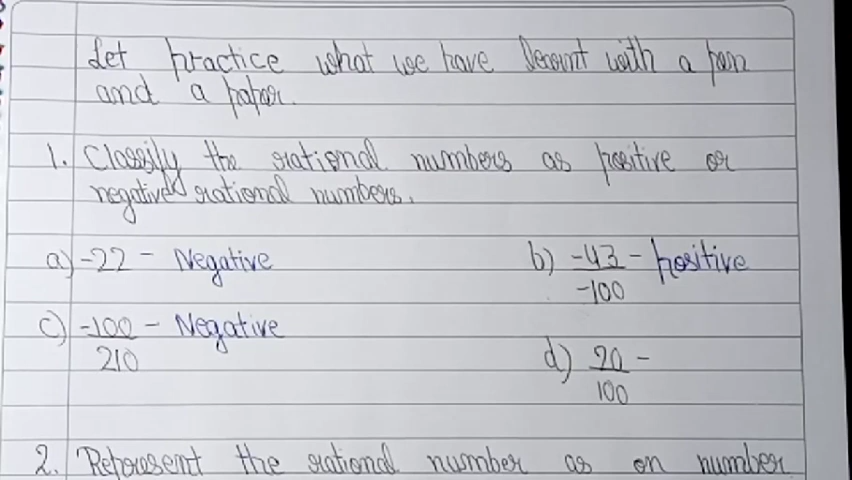 Let practice what we have learnt with a pen
and a paper.
1. Classify the rational numbers as positive or
negative rational numbers.
a) -22 - Negative b) -43/-100 - positive
c) -100/210 - Negative d) 20/100 -
2. Represent the rational number as on number